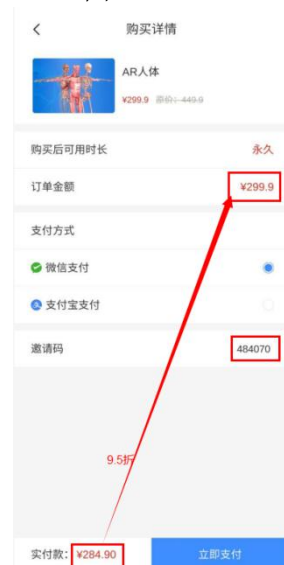 购买详情
AR人体
¥299.9 原价：449.9
购买后可用时长 永久
订单金额 ¥299.9
支付方式
微信支付
支付宝支付
邀请码 484070
9.5折
实付款： ¥284.90 立即支付